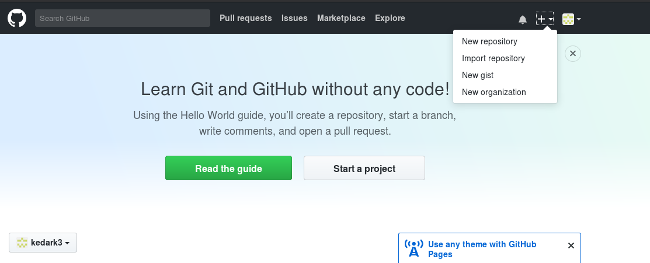 Search GitHub
Pull requests
Issues
Marketplace
Explore
New repository
Import repository
New gist
New organization
Learn Git and GitHub without any code!
Using the Hello World guide, you'll create a repository, start a branch,
write comments, and open a pull request.
Read the guide
Start a project
kedark3
Use any theme with GitHub
Pages